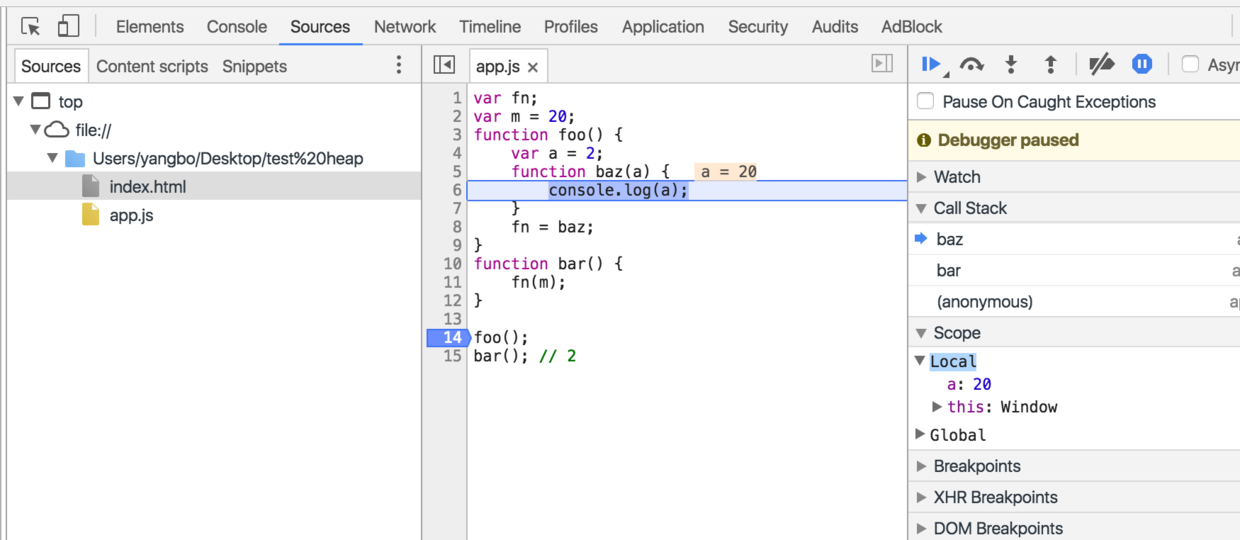 Elements Console Sources Network Timeline Profiles Application Security Audits AdBlock
Sources Content scripts Snippets
top
file://
Users/yangbo/Desktop/test%20heap
index.html
app.js
app.js ×
1 var fn;
2 var m = 20;
3 function foo() {
4 var a = 2;
5 function baz(a) { a = 20
6 console.log(a);
7 }
8 fn = baz;
9 }
10 function bar() {
11 fn(m);
12 }
13
14 foo();
15 bar(); // 2
Pause On Caught Exceptions
Debugger paused
Watch
Call Stack
baz
bar
(anonymous)
Scope
Local
a: 20
this: Window
Global
Breakpoints
XHR Breakpoints
DOM Breakpoints